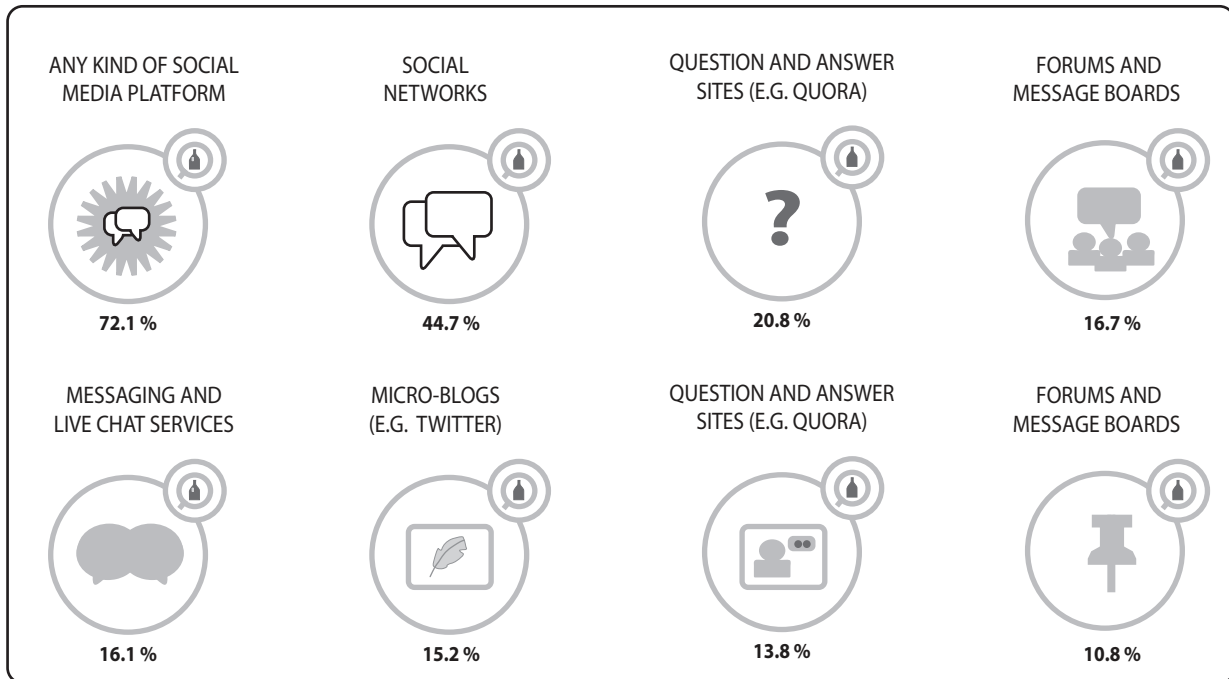 ANY KIND OF SOCIAL
MEDIA PLATFORM
72.1 %
SOCIAL
NETWORKS
44.7 %
QUESTION AND ANSWER
SITES (E.G. QUORA)
?
20.8 %
FORUMS AND
MESSAGE BOARDS
16.7 %
MESSAGING AND
LIVE CHAT SERVICES
16.1 %
MICRO-BLOGS
(E.G. TWITTER)
15.2 %
QUESTION AND ANSWER
SITES (E.G. QUORA)
13.8 %
FORUMS AND
MESSAGE BOARDS
10.8 %